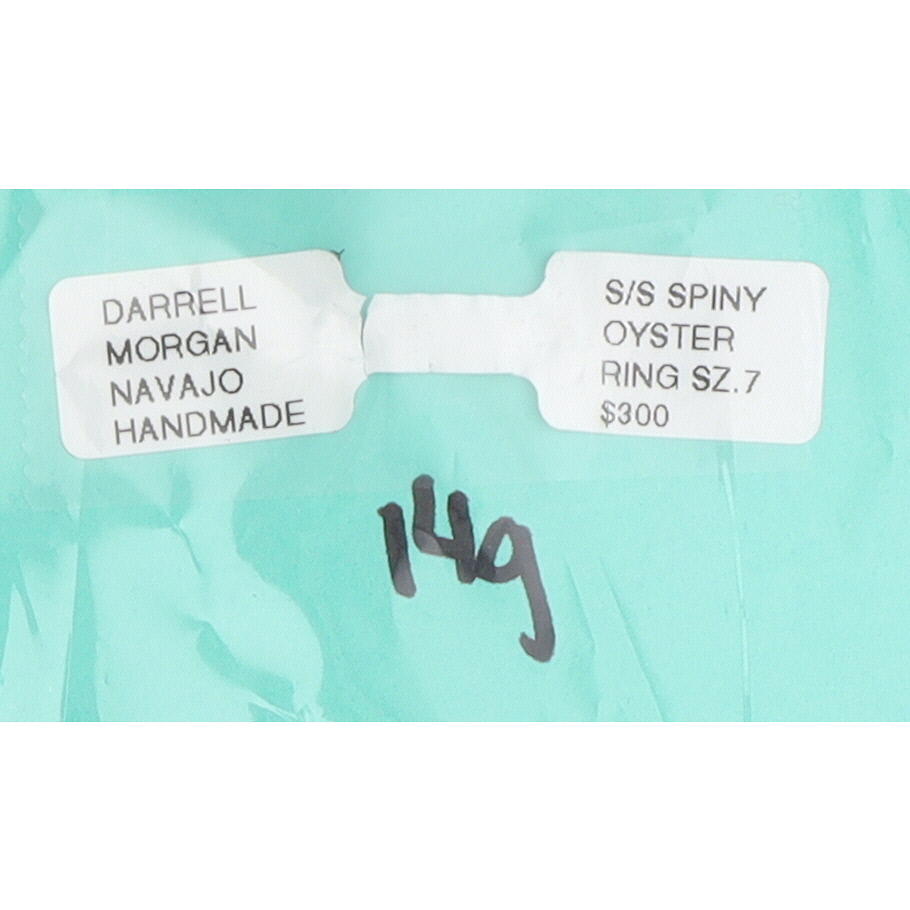 DARRELL
MORGAN
NAVAJO
HANDMADE
S/S SPINY
OYSTER
RING SZ.7
$300
14g